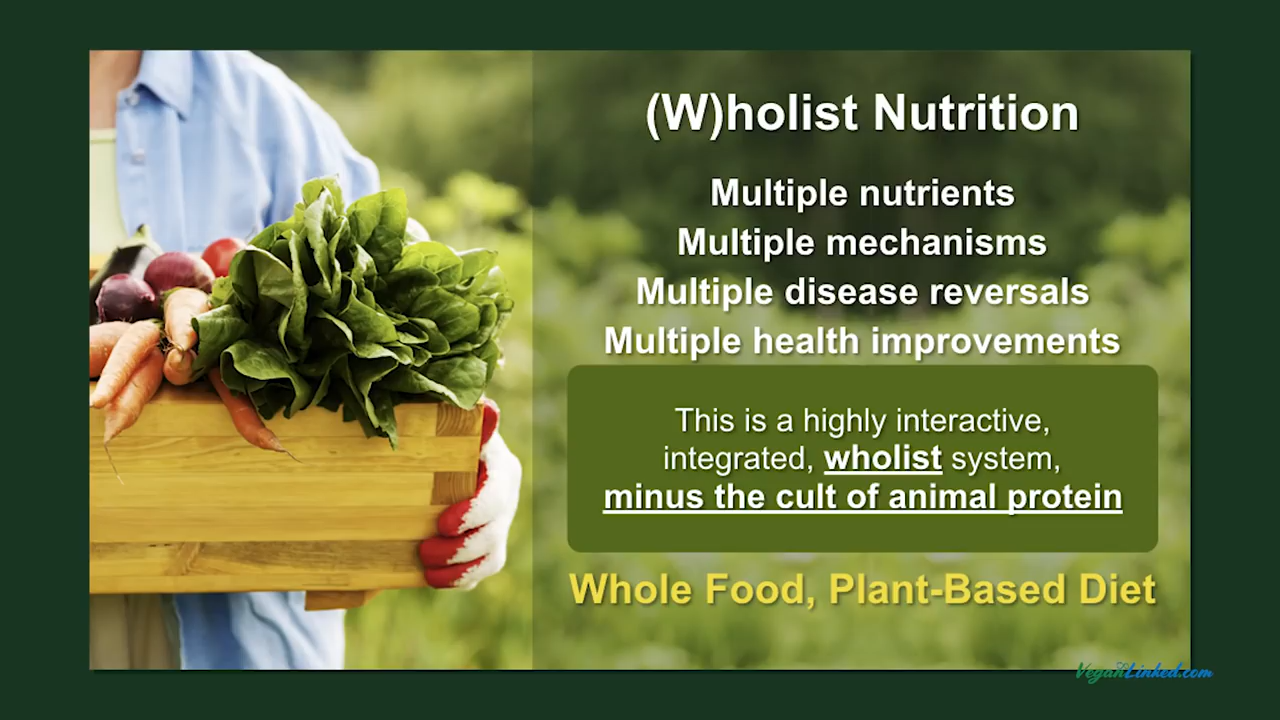 (W)holist Nutrition
Multiple nutrients
Multiple mechanisms
Multiple disease reversals
Multiple health improvements
This is a highly interactive,
integrated, wholist system,
minus the cult of animal protein
Whole Food, Plant-Based Diet
VeganLinked.com